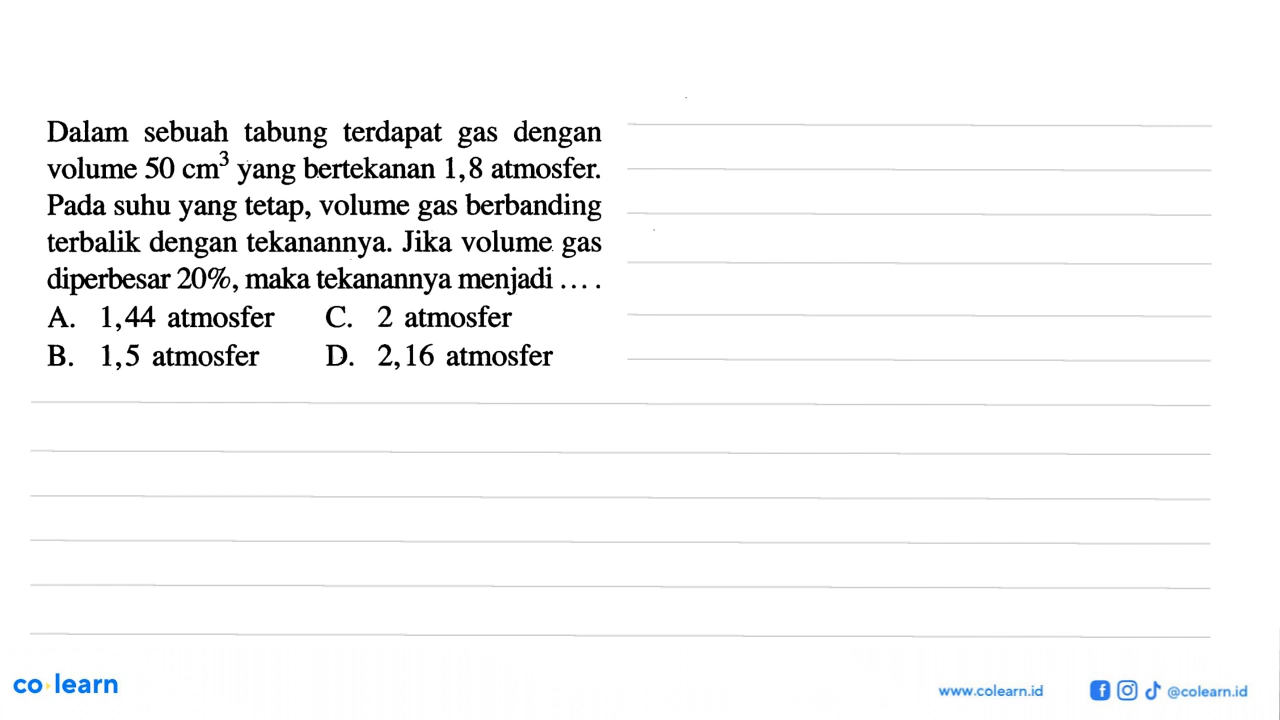 Dalam sebuah tabung terdapat gas dengan
volume 50 cm³ yang bertekanan 1,8 atmosfer.
Pada suhu yang tetap, volume gas berbanding
terbalik dengan tekanannya. Jika volume gas
diperbesar 20%, maka tekanannya menjadi ....
A. 1,44 atmosfer C. 2 atmosfer
B. 1,5 atmosfer D. 2,16 atmosfer
co learn
www.colearn.id @colearn.id